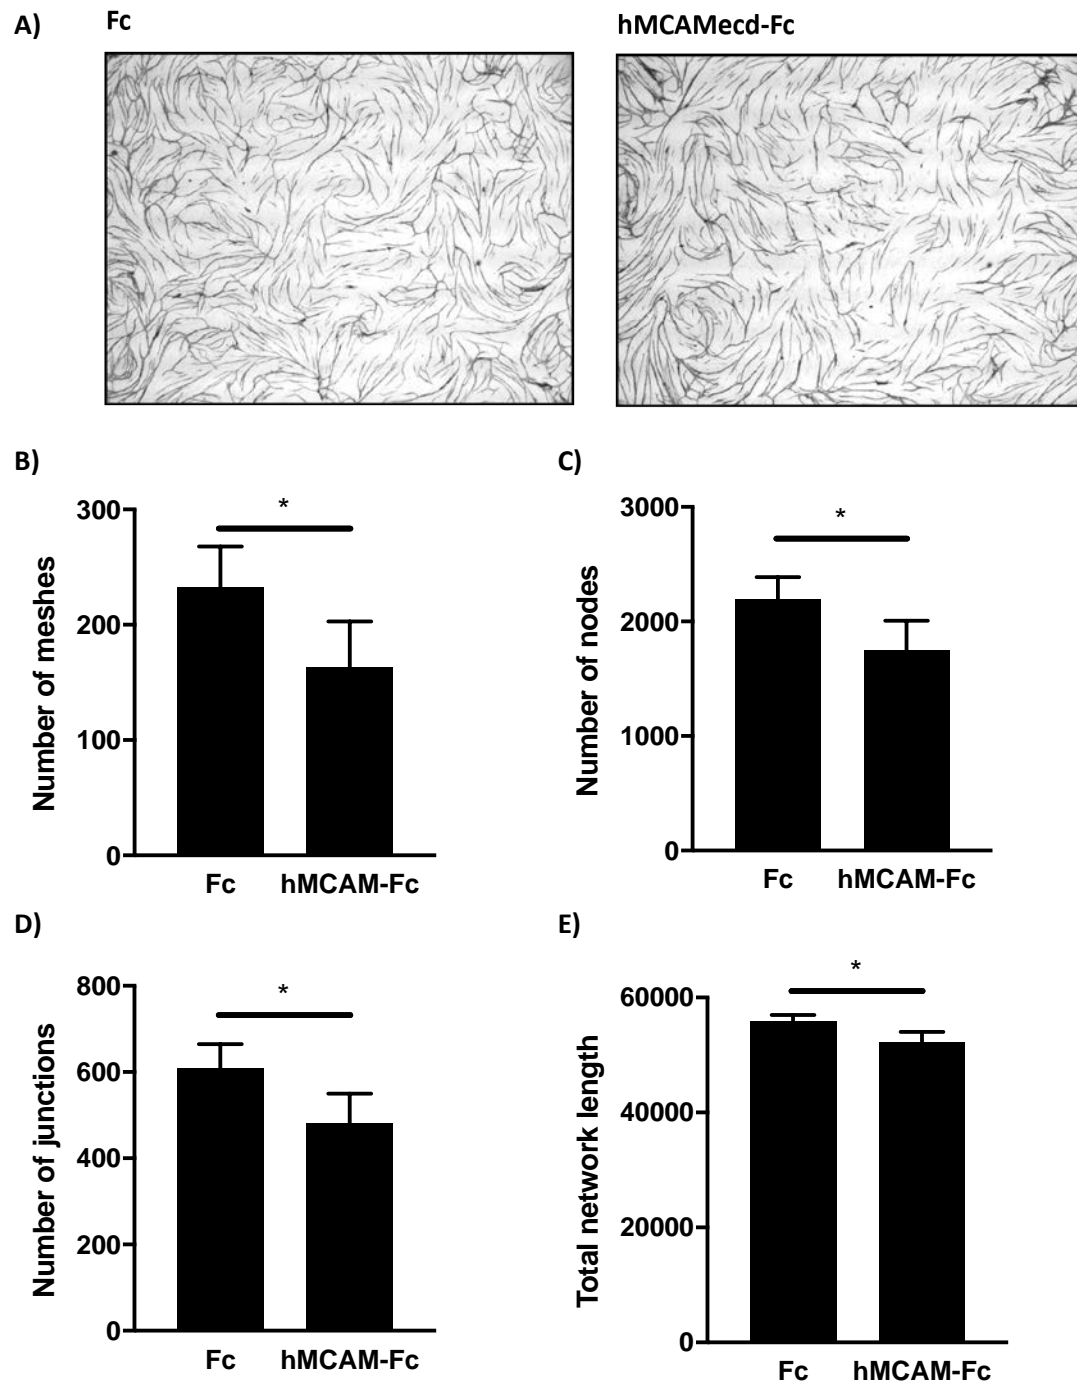 A)
Fc
hMCAMecd-Fc
B)
Number of meshes
300
200
100
0
*
Fc
hMCAM-Fc
C)
Number of nodes
3000
2000
1000
0
*
Fc
hMCAM-Fc
D)
Number of junctions
800
600
400
200
0
*
Fc
hMCAM-Fc
E)
Total network length
60000
40000
20000
0
*
Fc
hMCAM-Fc